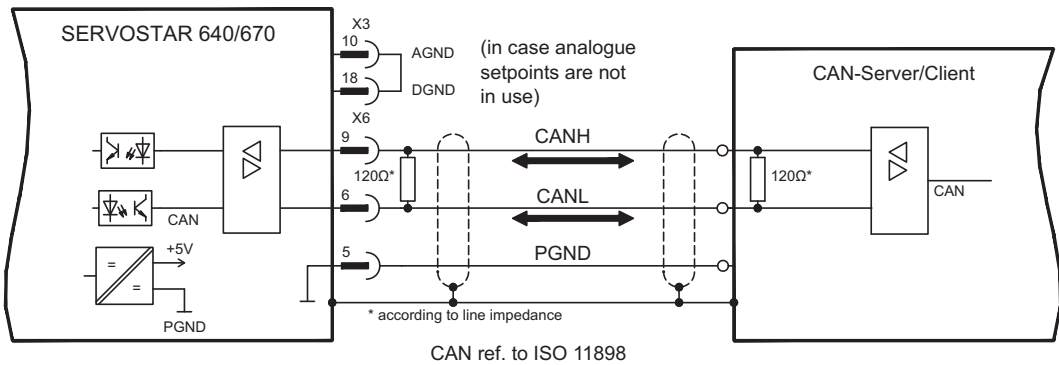 SERVOSTAR 640/670
X3
10
AGND
18
DGND
(in case analogue
setpoints are not
in use)
CAN-Server/Client
X6
9
CANH
120Ω*
120Ω*
6
CANL
CAN
CAN
+5V
=
=
PGND
5
PGND
* according to line impedance
CAN ref. to ISO 11898